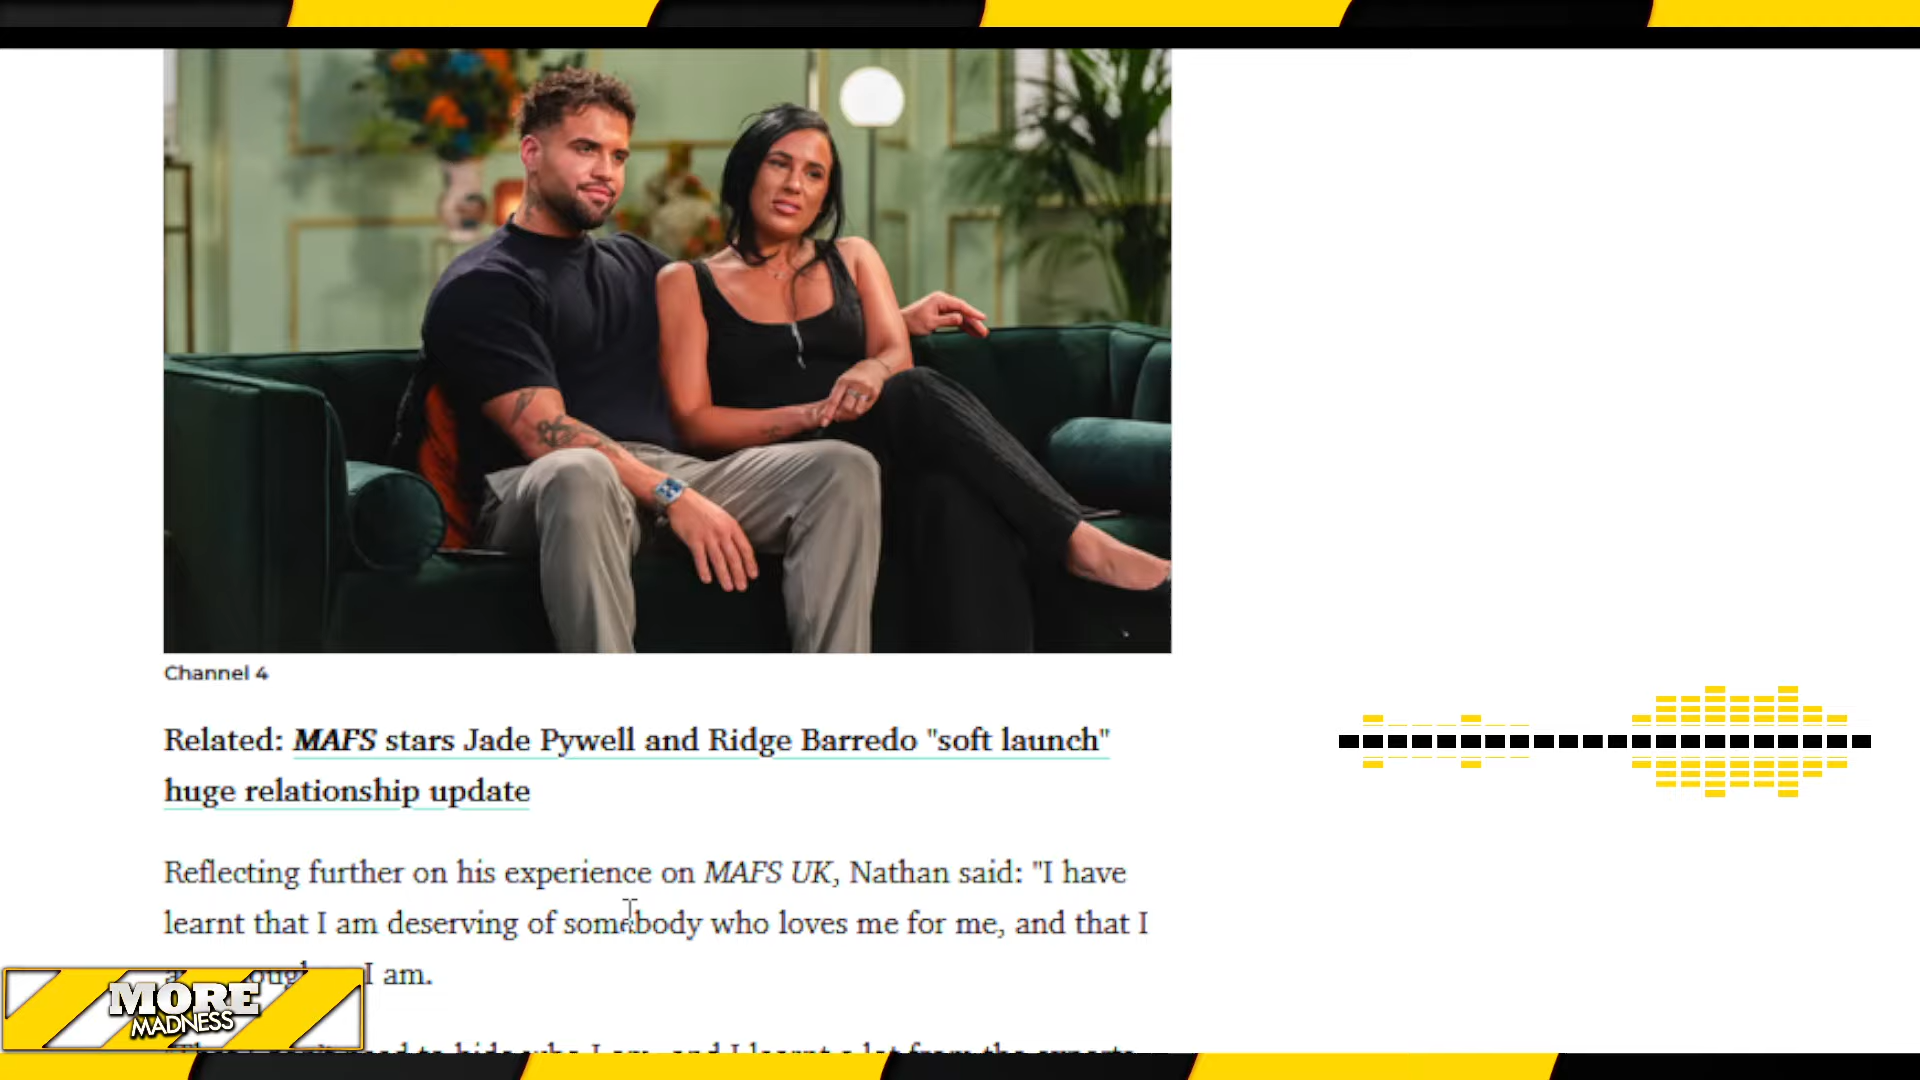 Channel 4
Related: MAFS stars Jade Pywell and Ridge Barredo "soft launch"
huge relationship update
Reflecting further on his experience on MAFS UK, Nathan said: "I have
learnt that I am deserving of somebody who loves me for me, and that I
I am.
MORE
MADNESS